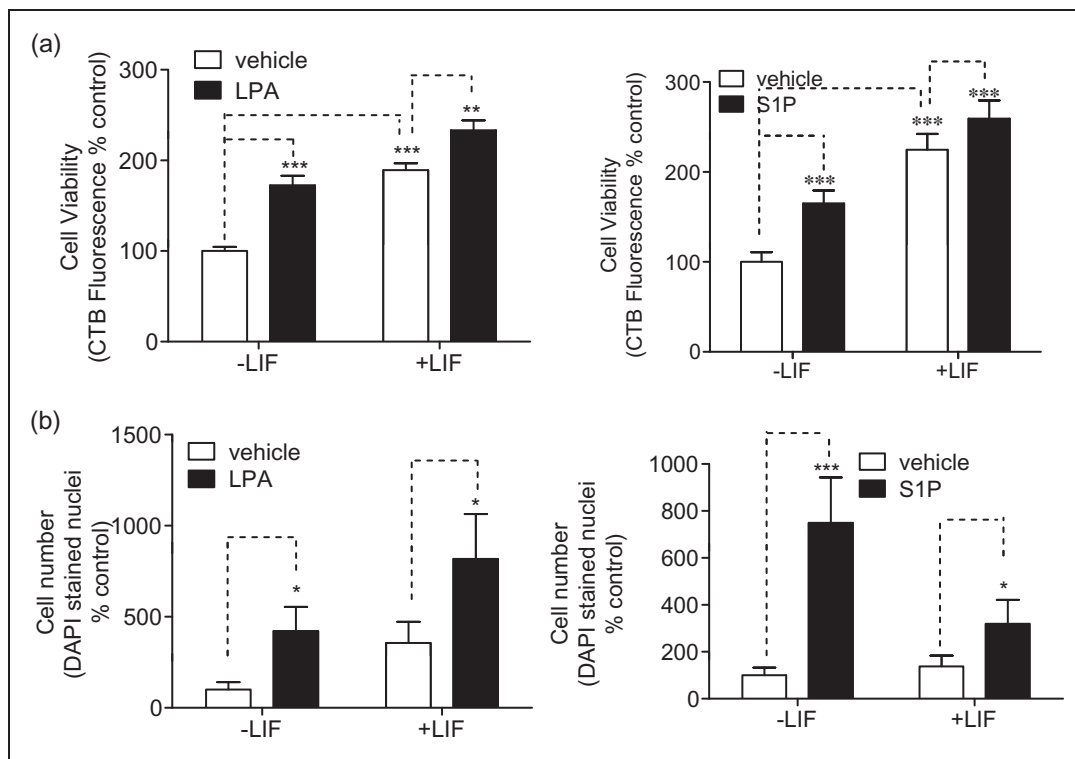 (a)
vehicle
LPA
300
200
100
0
Cell Viability
(CTB Fluorescence % control)
***
***
**
-LIF
+LIF
vehicle
S1P
300
200
100
0
Cell Viability
(CTB Fluorescence % control)
***
***
***
-LIF
+LIF
(b)
vehicle
LPA
1500
1000
500
0
Cell number
(DAPI stained nuclei
% control)
*
*
-LIF
+LIF
vehicle
S1P
1000
800
600
400
200
0
Cell number
(DAPI stained nuclei
% control)
***
*
-LIF
+LIF